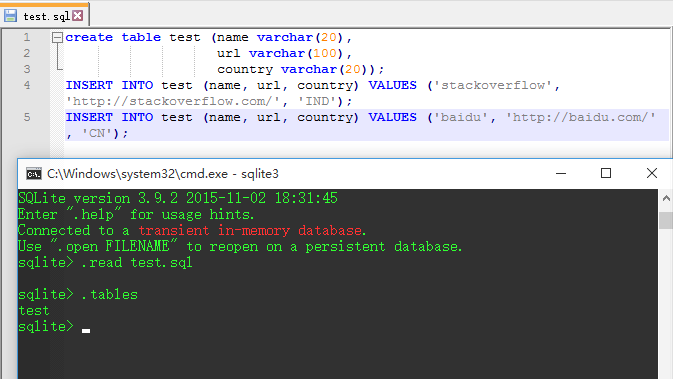 test.sql
1 create table test (name varchar(20),
2 url varchar(100),
3 country varchar(20));
4 INSERT INTO test (name, url, country) VALUES ('stackoverflow',
'http://stackoverflow.com/', 'IND');
5 INSERT INTO test (name, url, country) VALUES ('baidu', 'http://baidu.com/'
, 'CN');
C:\Windows\system32\cmd.exe - sqlite3
SQLite version 3.9.2 2015-11-02 18:31:45
Enter ".help" for usage hints.
Connected to a transient in-memory database.
Use ".open FILENAME" to reopen on a persistent database.
sqlite> .read test.sql
sqlite> .tables
test
sqlite>